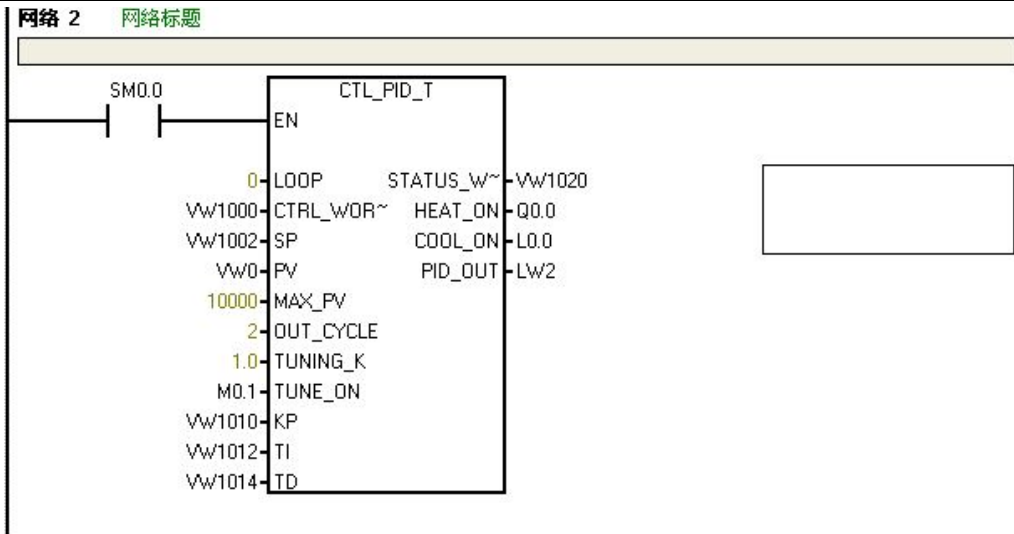 网络 2 网络标题
SM0.0 CTL_PID_T
EN
0 LOOP STATUS_W~ VW1020
VW1000 CTRL_WOR~ HEAT_ON Q0.0
VW1002 SP COOL_ON L0.0
VW0 PV PID_OUT LW2
10000 MAX_PV
2 OUT_CYCLE
1.0 TUNING_K
M0.1 TUNE_ON
VW1010 KP
VW1012 TI
VW1014 TD